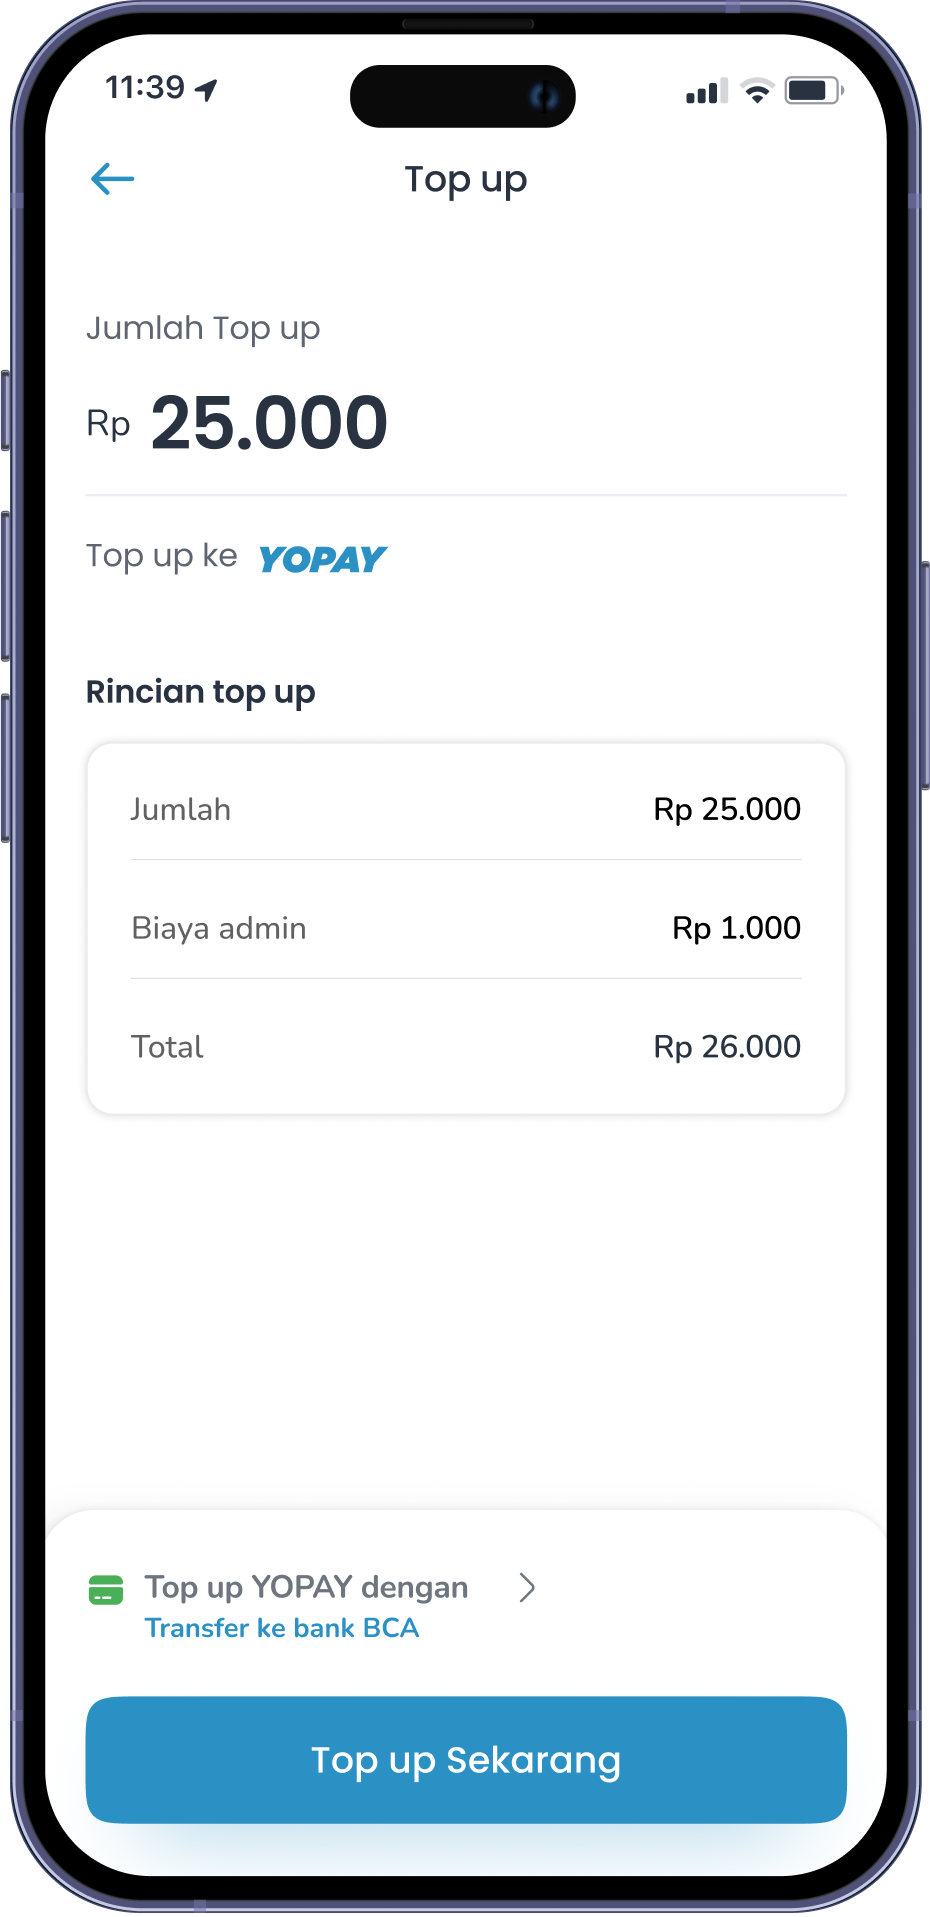 11:39
Top up
Jumlah Top up
Rp 25.000
Top up ke YOPAY
Rincian top up
Jumlah Rp 25.000
Biaya admin Rp 1.000
Total Rp 26.000
Top up YOPAY dengan
Transfer ke bank BCA
Top up Sekarang